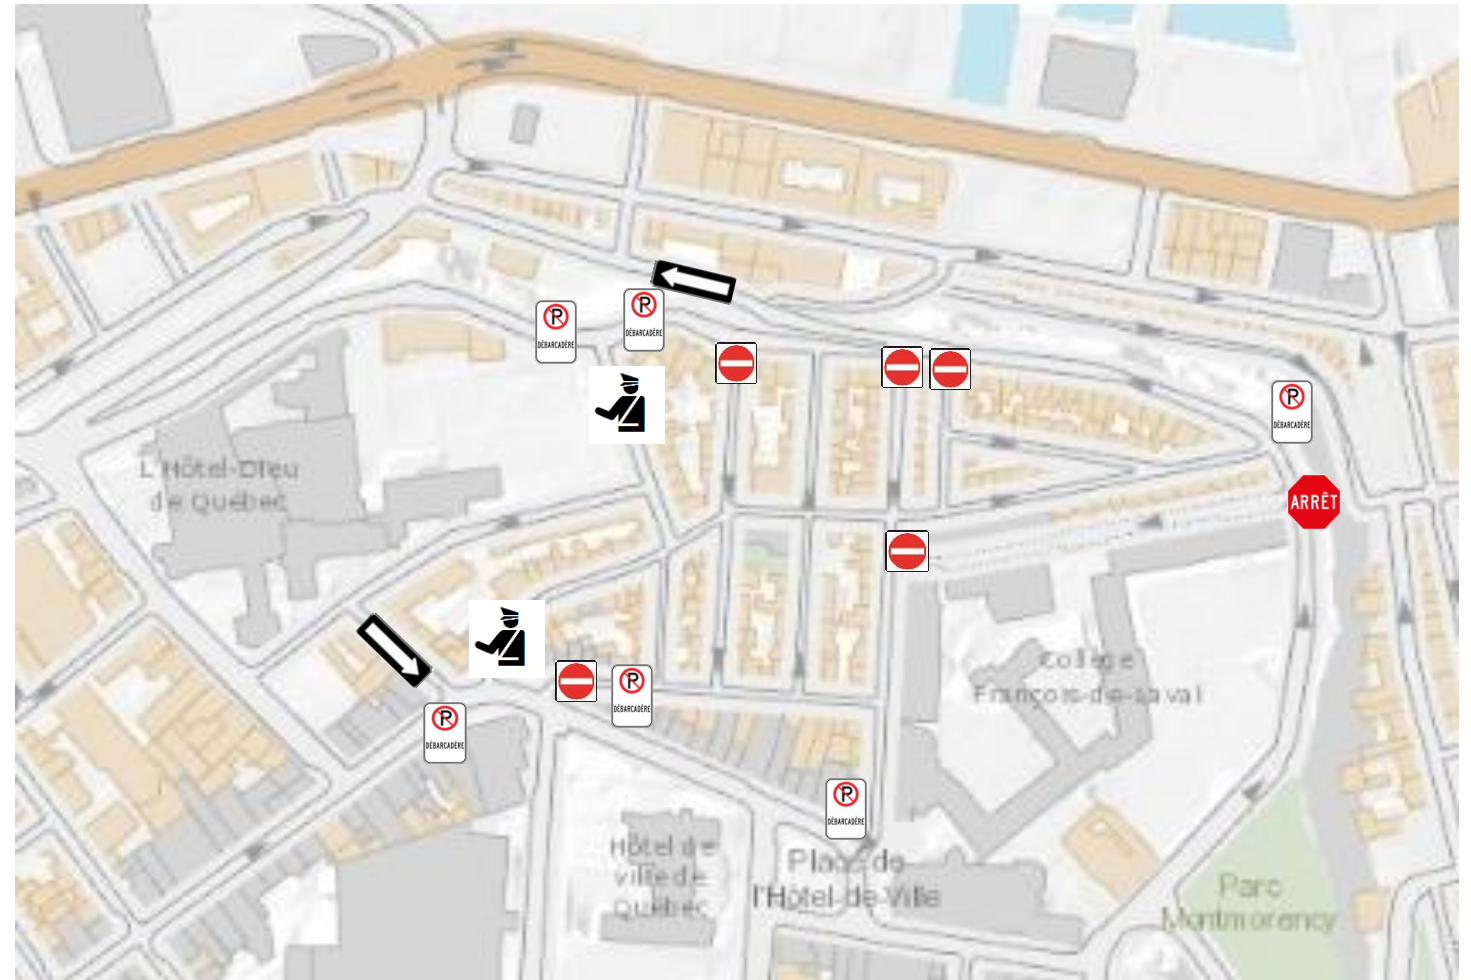 DÉBARCADÈRE
DÉBARCADÈRE
DÉBARCADÈRE
L'Hôtel-Dieu
de Québec
ARRÊT
Collège
François-de-Laval
DÉBARCADÈRE
DÉBARCADÈRE
DÉBARCADÈRE
Hôtel de
ville de
Québec
Place de
l'Hôtel-de-Ville
Parc
Montmorency